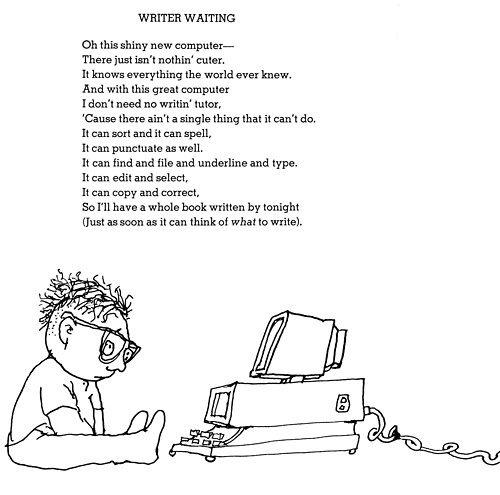 WRITER WAITING
Oh this shiny new computer—
There just isn't nothin' cuter.
It knows everything the world ever knew.
And with this great computer
I don't need no writin' tutor,
'Cause there ain't a single thing that it can't do.
It can sort and it can spell,
It can punctuate as well.
It can find and file and underline and type.
It can edit and select,
It can copy and correct,
So I'll have a whole book written by tonight
(Just as soon as it can think of what to write).